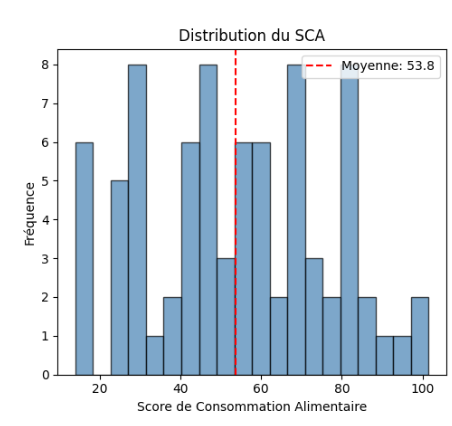 Distribution du SCA
Moyenne: 53.8
Fréquence
8
7
6
5
4
3
2
1
0
20 40 60 80 100
Score de Consommation Alimentaire